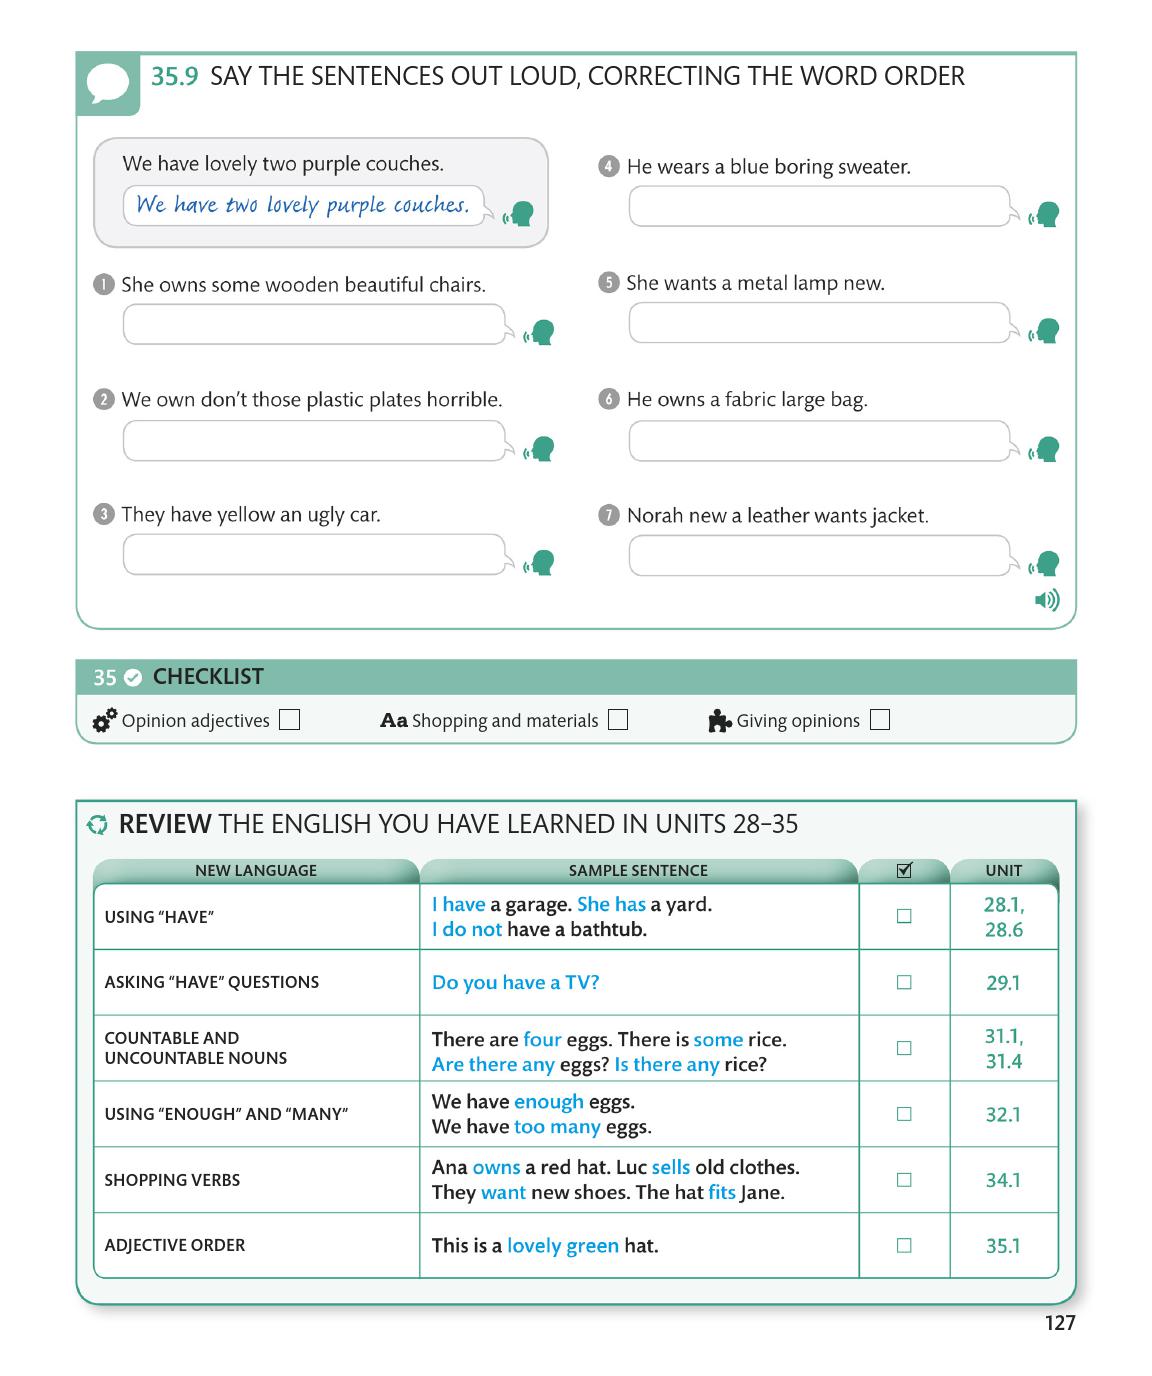 35.9 SAY THE SENTENCES OUT LOUD, CORRECTING THE WORD ORDER
We have lovely two purple couches.
We have two lovely purple couches.
1 She owns some wooden beautiful chairs.
2 We own don't those plastic plates horrible.
3 They have yellow an ugly car.
4 He wears a blue boring sweater.
5 She wants a metal lamp new.
6 He owns a fabric large bag.
7 Norah new a leather wants jacket.
35 CHECKLIST
Opinion adjectives
Aa Shopping and materials
Giving opinions
REVIEW THE ENGLISH YOU HAVE LEARNED IN UNITS 28–35
NEW LANGUAGE SAMPLE SENTENCE UNIT
USING “HAVE”
I have a garage. She has a yard.
I do not have a bathtub.
28.1,
28.6
ASKING “HAVE” QUESTIONS
Do you have a TV?
29.1
COUNTABLE AND
UNCOUNTABLE NOUNS
There are four eggs. There is some rice.
Are there any eggs? Is there any rice?
31.1,
31.4
USING “ENOUGH” AND “MANY”
We have enough eggs.
We have too many eggs.
32.1
SHOPPING VERBS
Ana owns a red hat. Luc sells old clothes.
They want new shoes. The hat fits Jane.
34.1
ADJECTIVE ORDER
This is a lovely green hat.
35.1
127